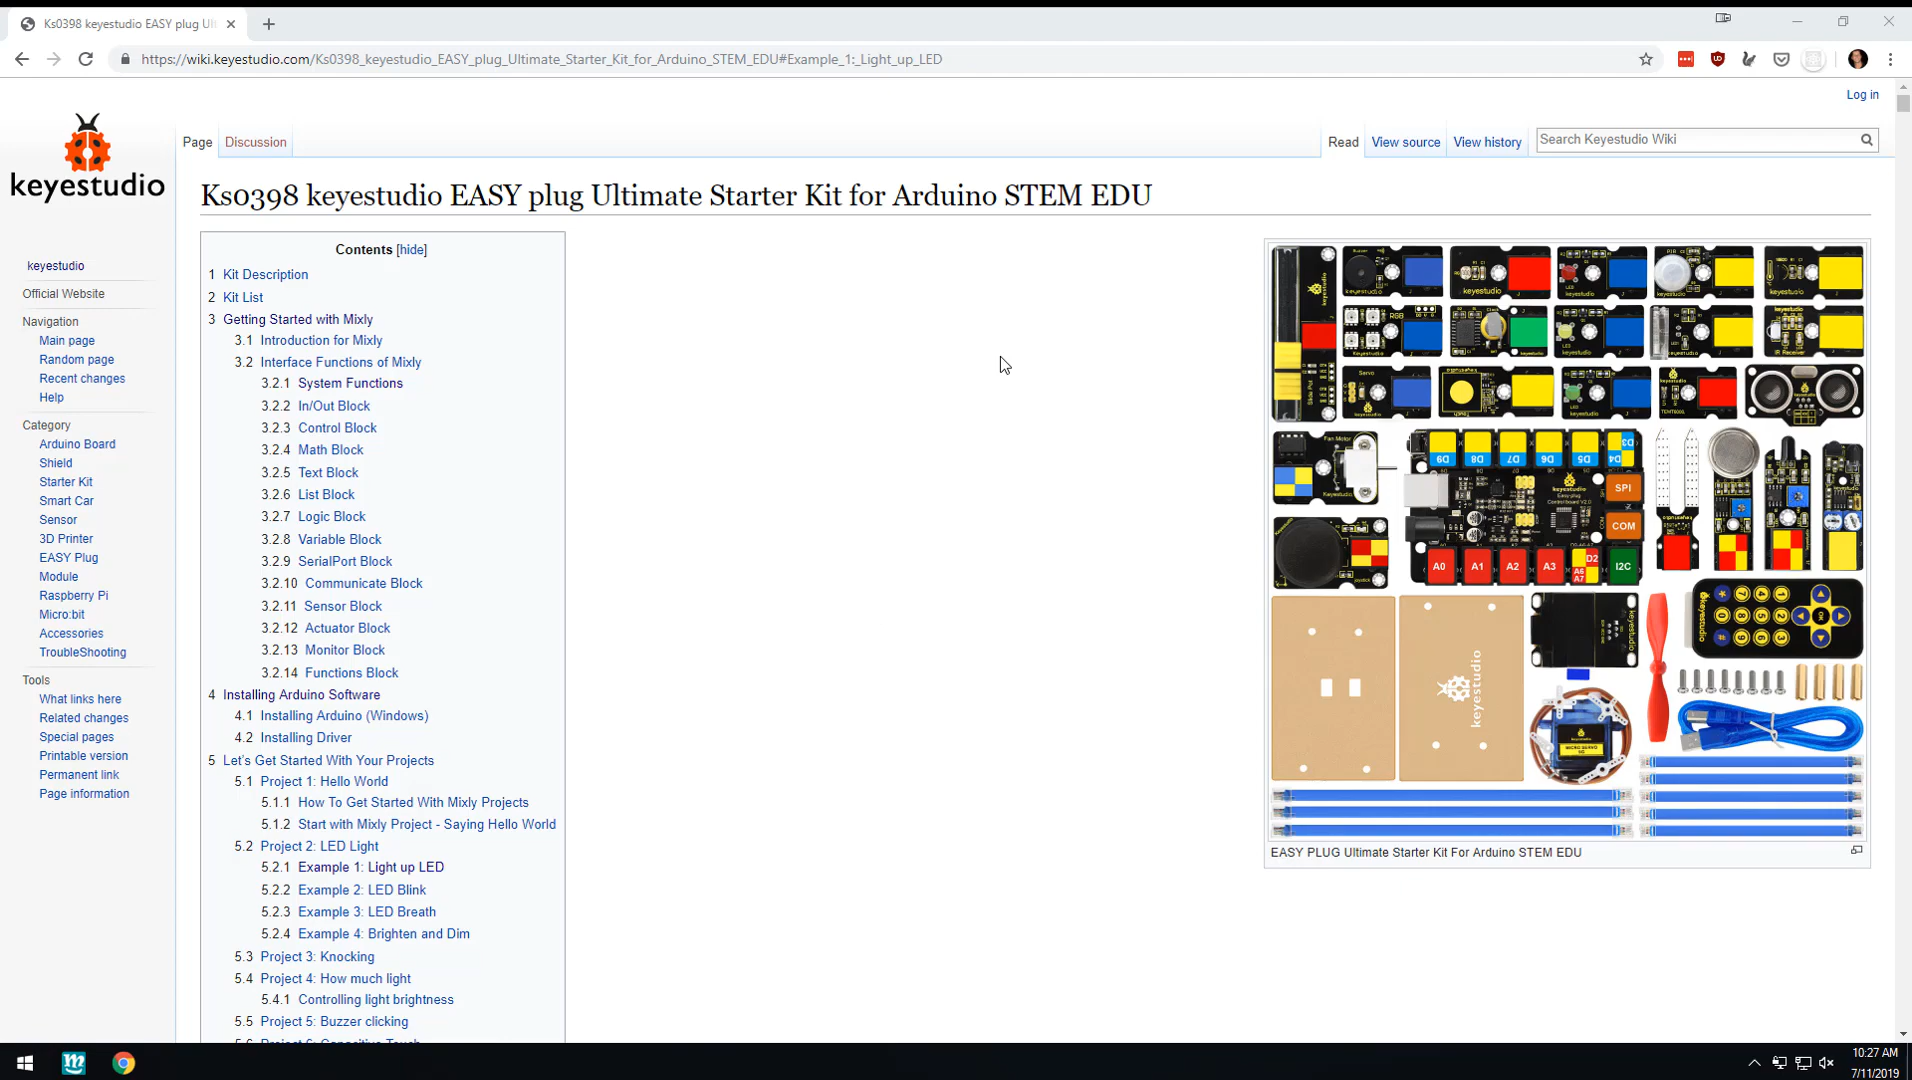 Ks0398 keyestudio EASY plug Ul
https://wiki.keyestudio.com/Ks0398_keyestudio_EASY_plug_Ultimate_Starter_Kit_for_Arduino_STEM_EDU#Example_1:_Light_up_LED
Log in
keyestudio
Page
Discussion
Read
View source
View history
Search Keyestudio Wiki
Ks0398 keyestudio EASY plug Ultimate Starter Kit for Arduino STEM EDU
keyestudio
Official Website
Navigation
Main page
Random page
Recent changes
Help
Category
Arduino Board
Shield
Starter Kit
Smart Car
Sensor
3D Printer
EASY Plug
Module
Raspberry Pi
Micro:bit
Accessories
TroubleShooting
Tools
What links here
Related changes
Special pages
Printable version
Permanent link
Page information
Contents [hide]
1 Kit Description
2 Kit List
3 Getting Started with Mixly
3.1 Introduction for Mixly
3.2 Interface Functions of Mixly
3.2.1 System Functions
3.2.2 In/Out Block
3.2.3 Control Block
3.2.4 Math Block
3.2.5 Text Block
3.2.6 List Block
3.2.7 Logic Block
3.2.8 Variable Block
3.2.9 SerialPort Block
3.2.10 Communicate Block
3.2.11 Sensor Block
3.2.12 Actuator Block
3.2.13 Monitor Block
3.2.14 Functions Block
4 Installing Arduino Software
4.1 Installing Arduino (Windows)
4.2 Installing Driver
5 Let's Get Started With Your Projects
5.1 Project 1: Hello World
5.1.1 How To Get Started With Mixly Projects
5.1.2 Start with Mixly Project - Saying Hello World
5.2 Project 2: LED Light
5.2.1 Example 1: Light up LED
5.2.2 Example 2: LED Blink
5.2.3 Example 3: LED Breath
5.2.4 Example 4: Brighten and Dim
5.3 Project 3: Knocking
5.4 Project 4: How much light
5.4.1 Controlling light brightness
5.5 Project 5: Buzzer clicking
D9 D8 D7 D6 D5 D4 D3
SPI
COM
A0 A1 A2 A3 D2 A6 A7 I2C
keyestudio
EASY PLUG Ultimate Starter Kit For Arduino STEM EDU
10:27 AM
7/11/2019